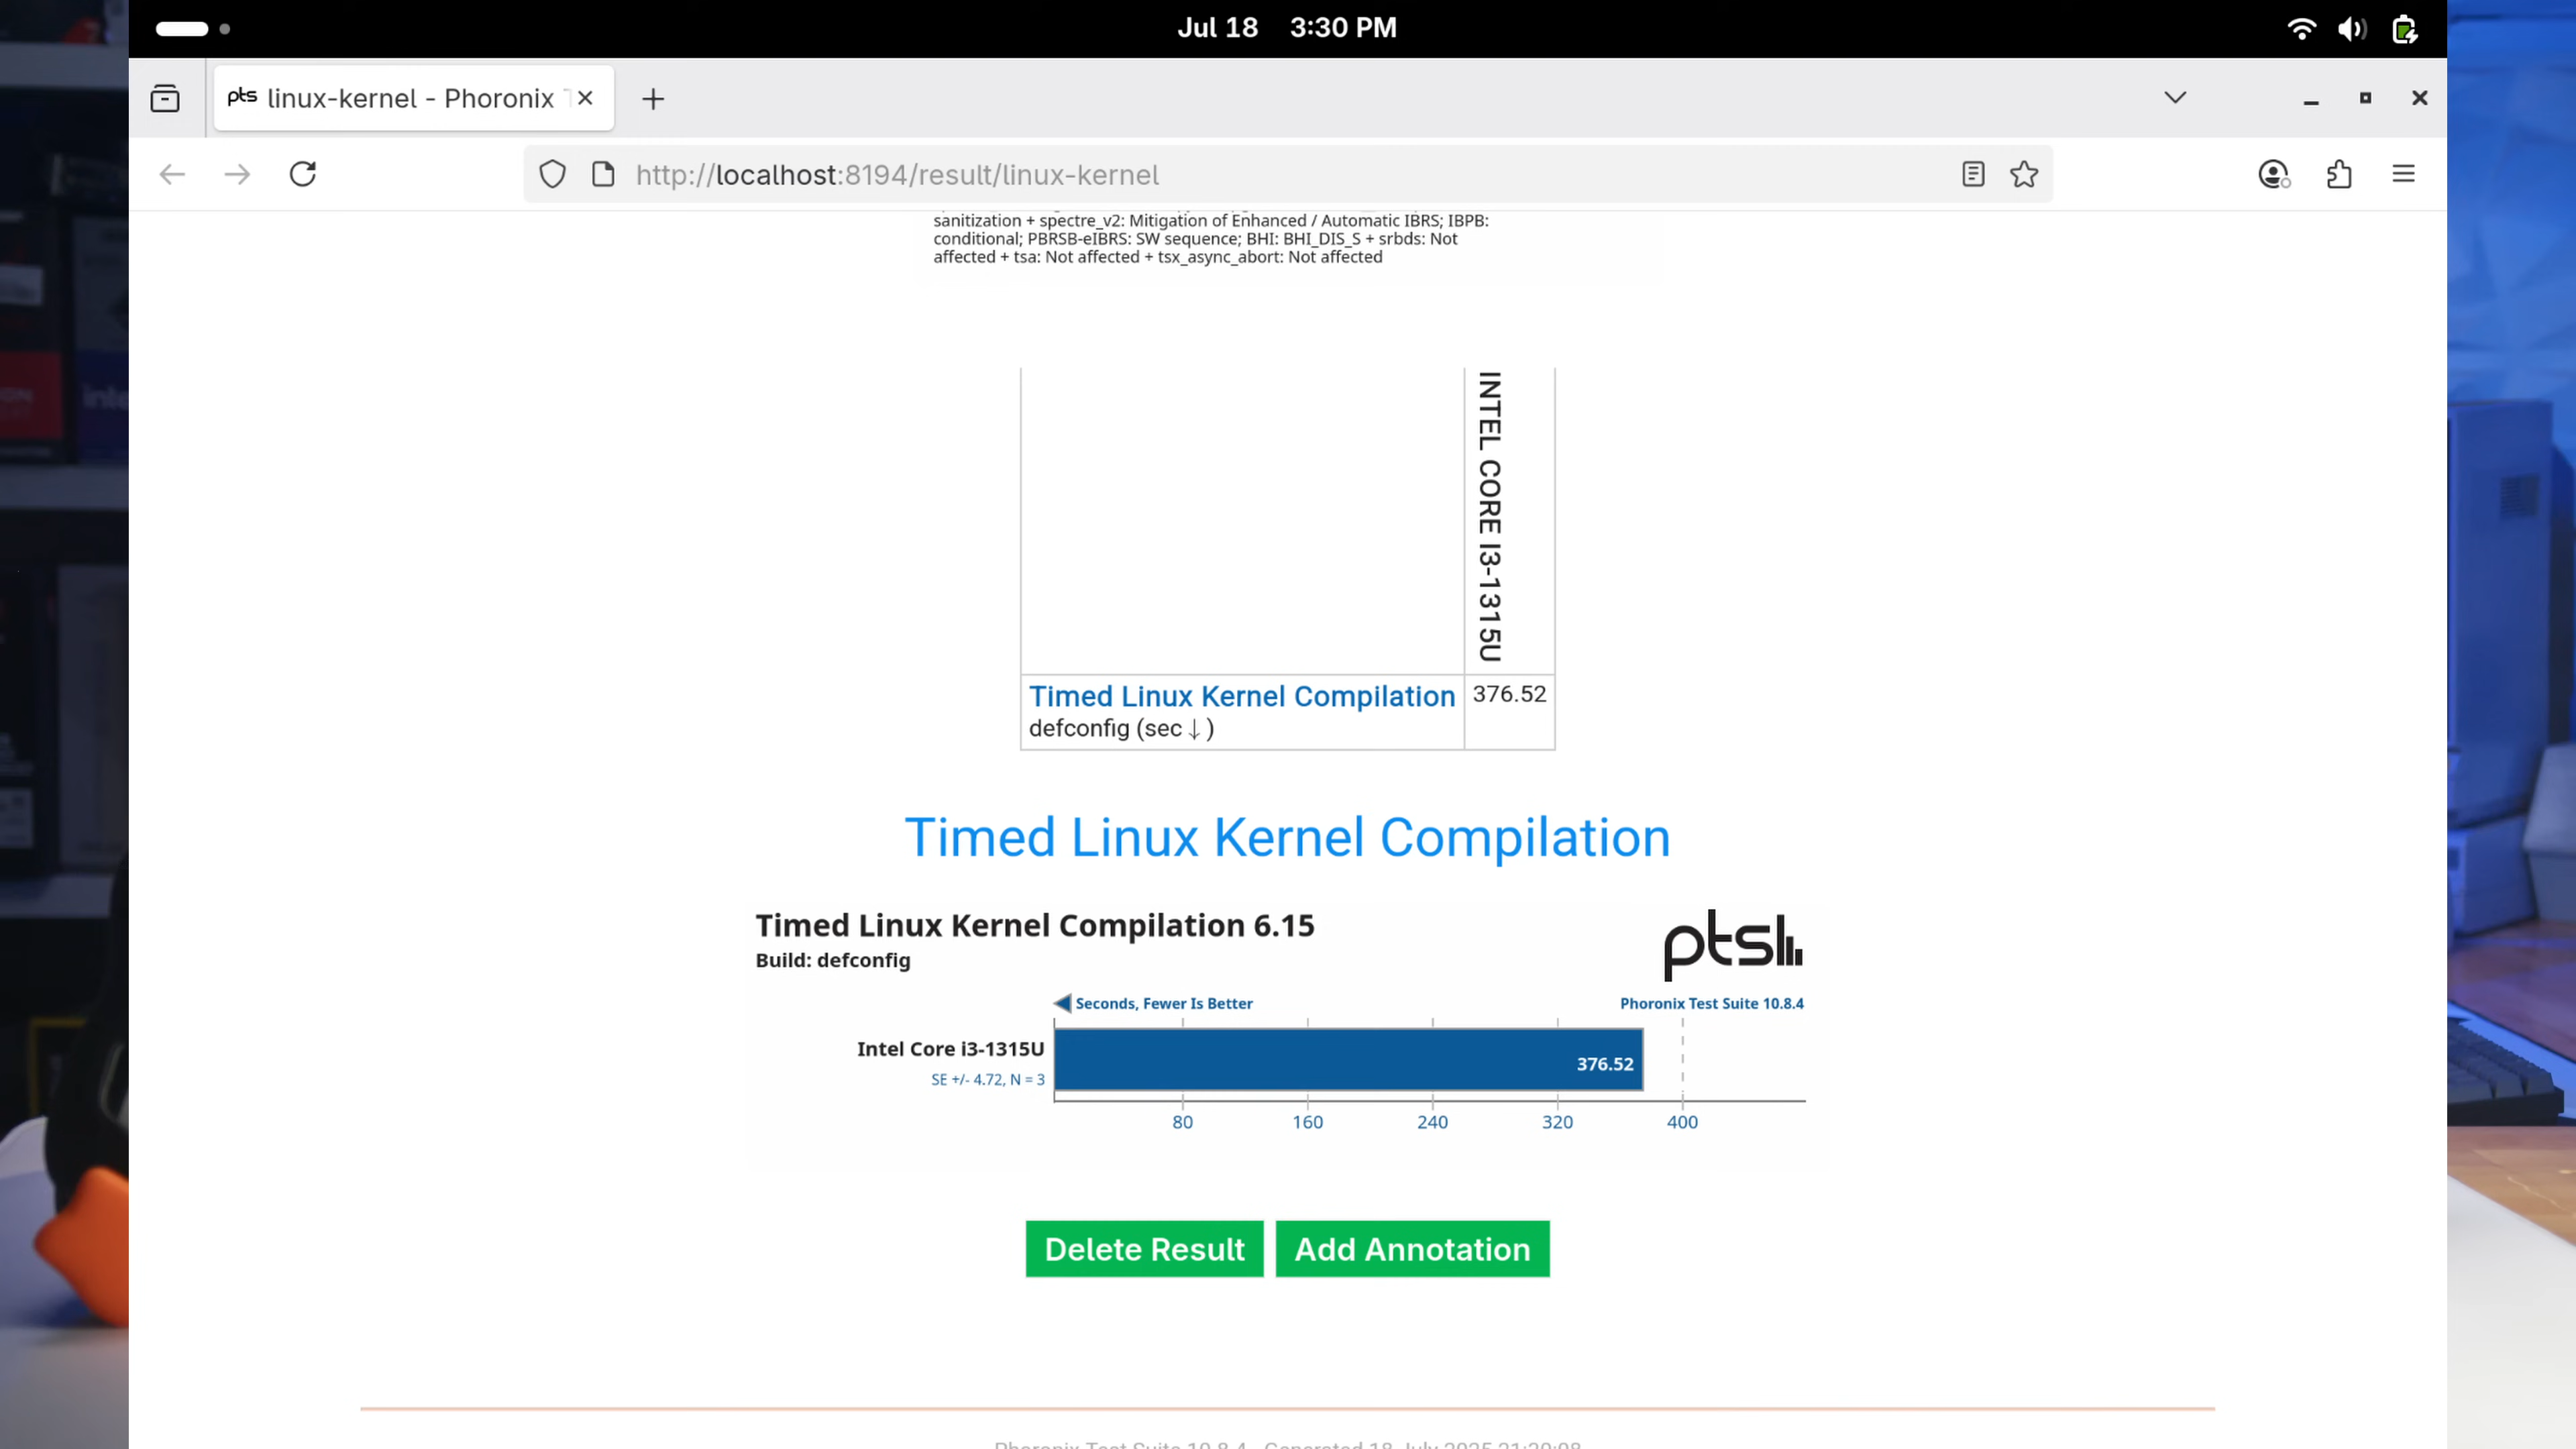 Jul 18 3:30 PM
pts linux-kernel - Phoronix
http://localhost:8194/result/linux-kernel
sanitization + spectre_v2: Mitigation of Enhanced / Automatic IBRS; IBPB:
conditional; PBRSB-eIBRS: SW sequence; BHI: BHI_DIS_S + srbds: Not
affected + tsa: Not affected + tsx_async_abort: Not affected
INTEL CORE I3-1315U
Timed Linux Kernel Compilation 376.52
defconfig (sec ↓ )
Timed Linux Kernel Compilation
Timed Linux Kernel Compilation 6.15
Build: defconfig
pts
Seconds, Fewer Is Better Phoronix Test Suite 10.8.4
Intel Core i3-1315U
376.52
SE +/- 4.72, N = 3
80 160 240 320 400
Delete Result Add Annotation